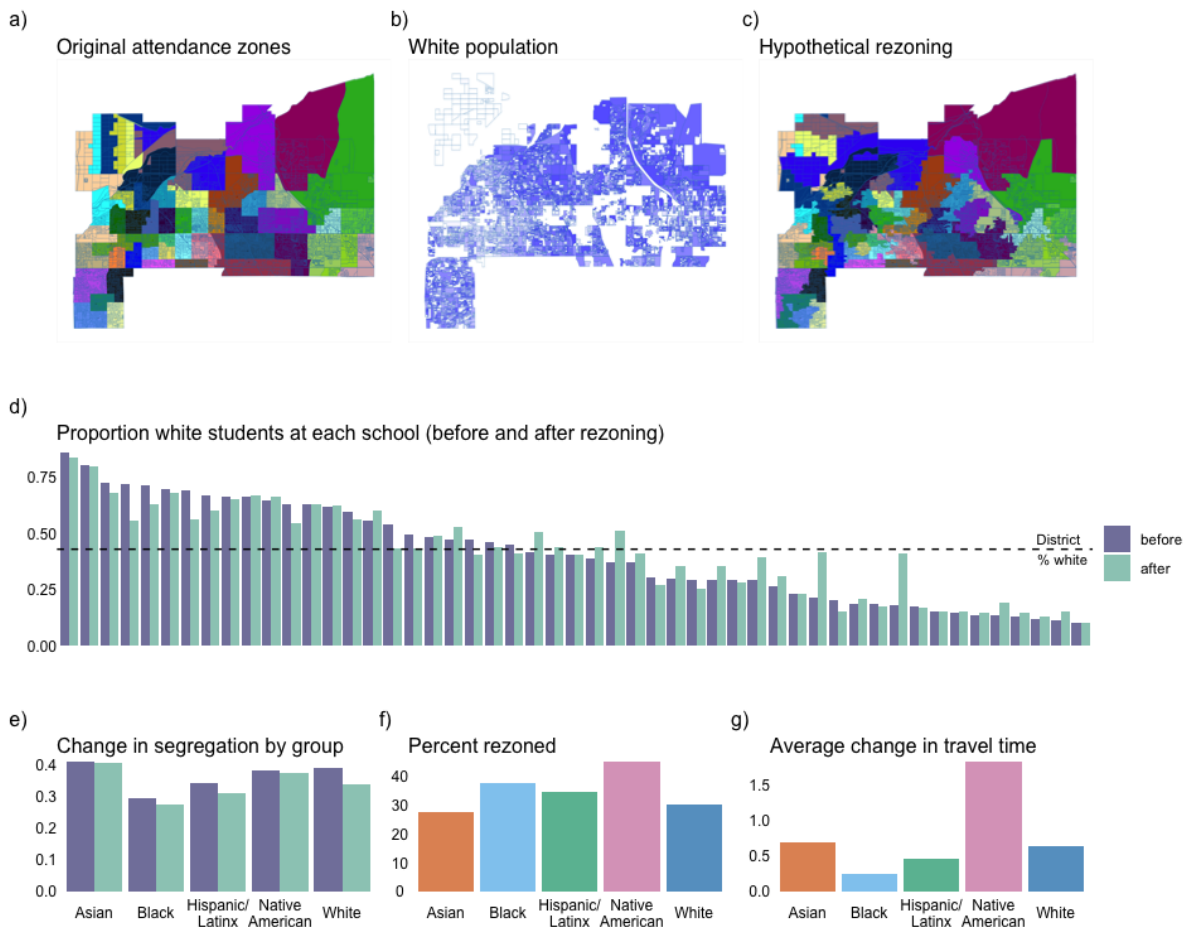 a)
Original attendance zones
b)
White population
c)
Hypothetical rezoning
d)
Proportion white students at each school (before and after rezoning)
0.75
0.50
0.25
0.00
District
% white
before
after
e)
Change in segregation by group
0.4
0.3
0.2
0.1
0.0
Asian
Black
Hispanic/
Latinx
Native
American
White
f)
Percent rezoned
40
30
20
10
0
Asian
Black
Hispanic/
Latinx
Native
American
White
g)
Average change in travel time
1.5
1.0
0.5
0.0
Asian
Black
Hispanic/
Latinx
Native
American
White